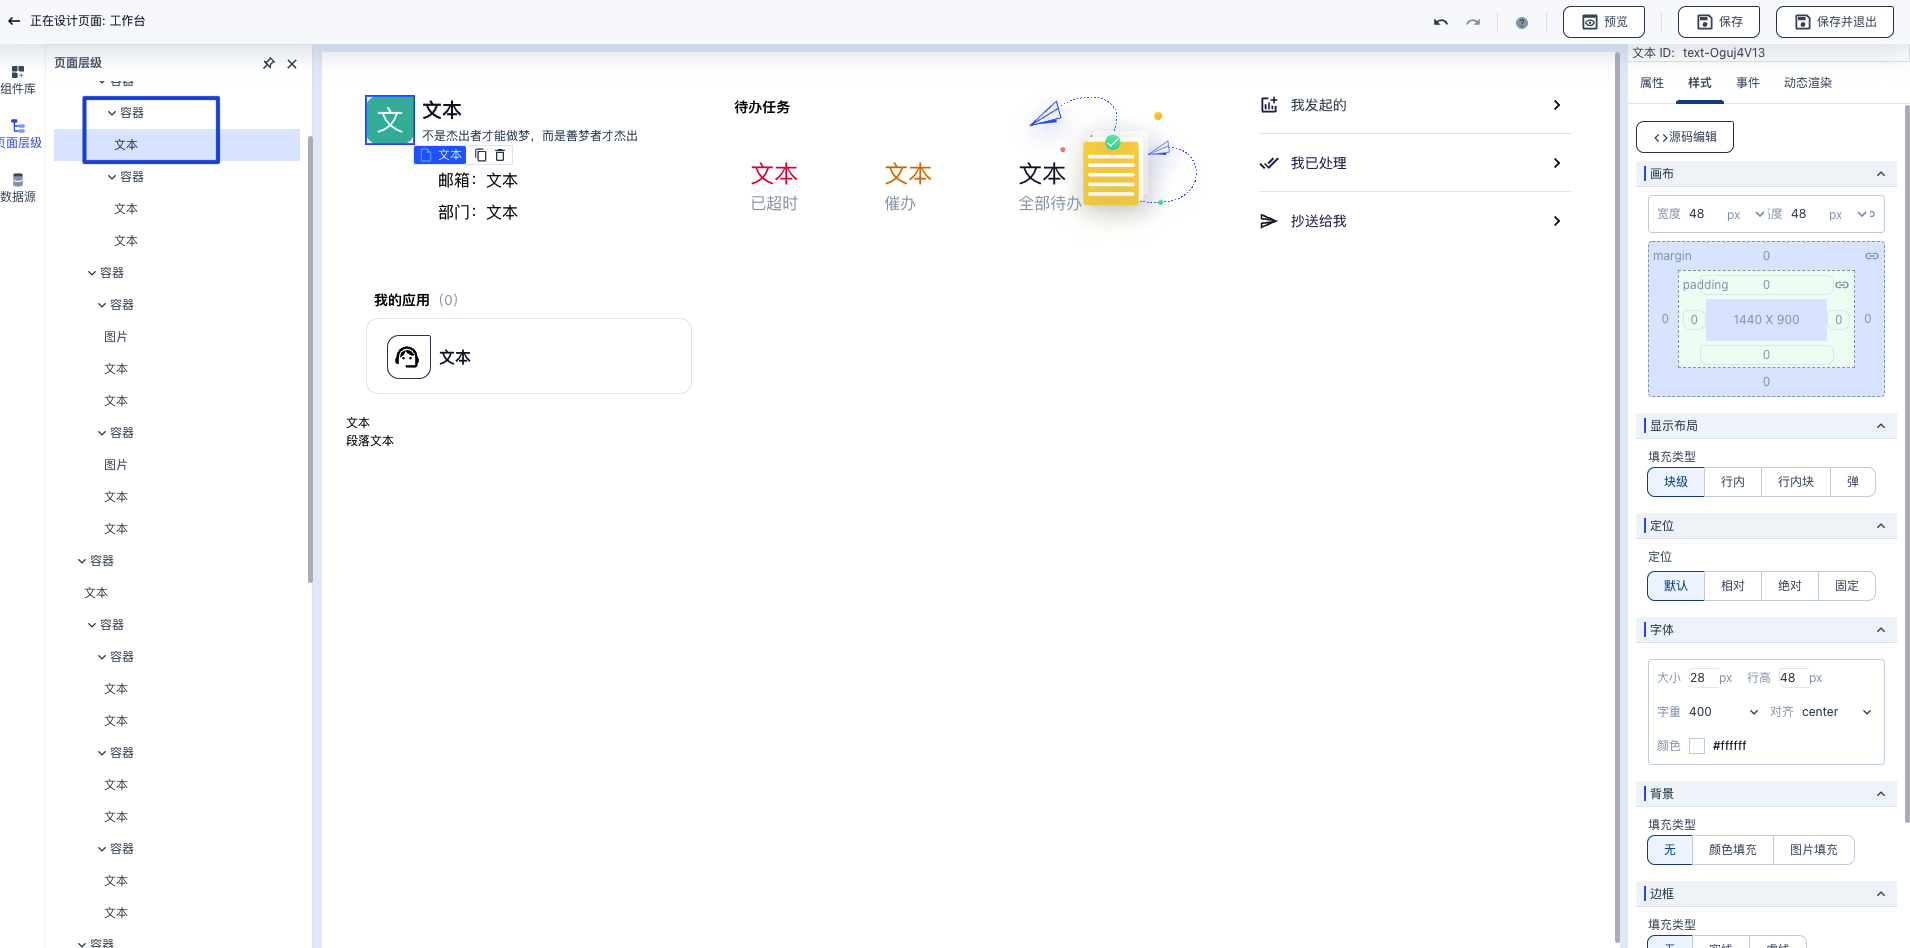 正在设计页面: 工作台
预览
保存
保存并退出
组件库
页面层级
数据源
页面层级
容器
容器
文本
容器
文本
文本
容器
容器
图片
文本
文本
容器
图片
文本
文本
容器
文本
容器
容器
文本
文本
容器
文本
文本
容器
文本
文本
容器
文
文本
不是杰出者才能做梦，而是善梦者才杰出
文本
邮箱：文本
部门：文本
待办任务
文本
已超时
文本
催办
文本
全部待办
我发起的
我已处理
抄送给我
我的应用 (0)
文本
文本
段落文本
文本 ID: text-Oguj4V13
属性 样式 事件 动态渲染
<>源码编辑
画布
宽度 48 px 度 48 px
margin 0
padding 0
0 0 1440 X 900 0 0
0
0
显示布局
填充类型
块级 行内 行内块 弹
定位
定位
默认 相对 绝对 固定
字体
大小 28 px 行高 48 px
字重 400 对齐 center
颜色 #ffffff
背景
填充类型
无 颜色填充 图片填充
边框
填充类型
无 实线 虚线